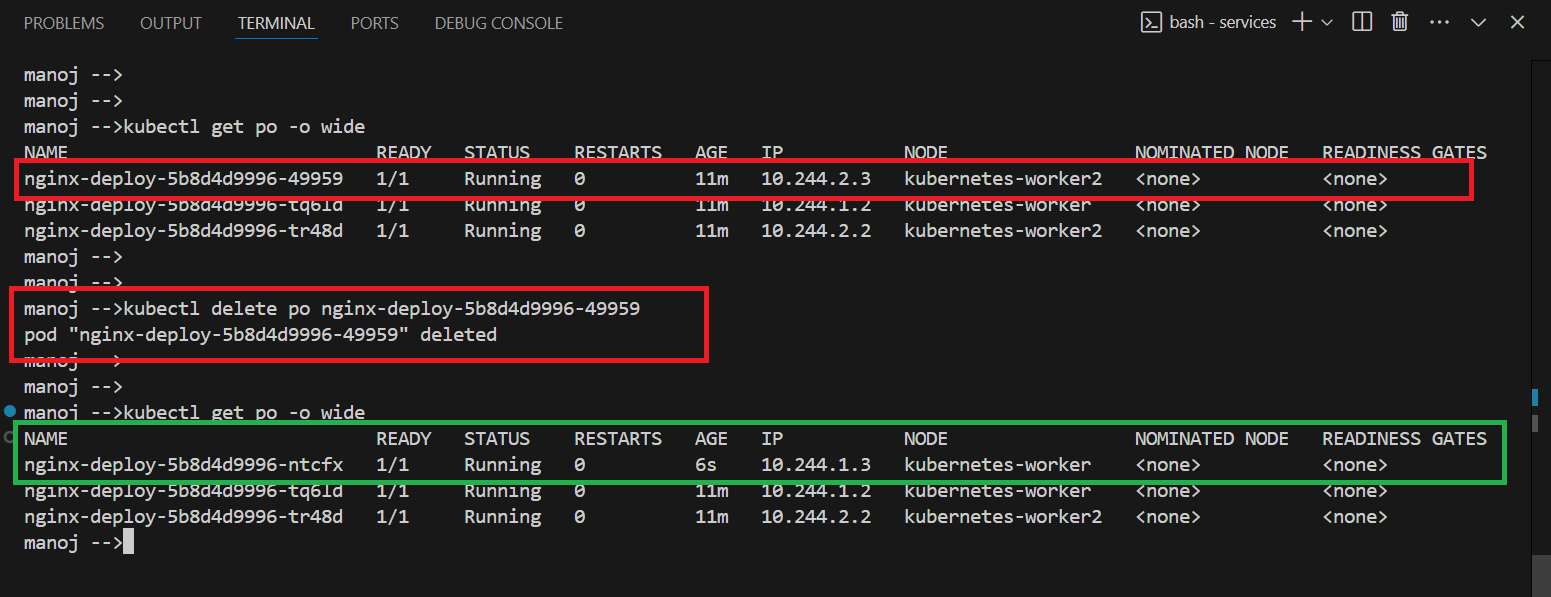 PROBLEMS OUTPUT TERMINAL PORTS DEBUG CONSOLE bash - services
manoj -->
manoj -->
manoj -->kubectl get po -o wide
NAME READY STATUS RESTARTS AGE IP NODE NOMINATED NODE READINESS GATES
nginx-deploy-5b8d4d9996-49959 1/1 Running 0 11m 10.244.2.3 kubernetes-worker2 <none> <none>
nginx-deploy-5b8d4d9996-tq6ld 1/1 Running 0 11m 10.244.1.2 kubernetes-worker <none> <none>
nginx-deploy-5b8d4d9996-tr48d 1/1 Running 0 11m 10.244.2.2 kubernetes-worker2 <none> <none>
manoj -->
manoj -->
manoj -->kubectl delete po nginx-deploy-5b8d4d9996-49959
pod "nginx-deploy-5b8d4d9996-49959" deleted
manoj -->
manoj -->
manoj -->kubectl get po -o wide
NAME READY STATUS RESTARTS AGE IP NODE NOMINATED NODE READINESS GATES
nginx-deploy-5b8d4d9996-ntcfx 1/1 Running 0 6s 10.244.1.3 kubernetes-worker <none> <none>
nginx-deploy-5b8d4d9996-tq6ld 1/1 Running 0 11m 10.244.1.2 kubernetes-worker <none> <none>
nginx-deploy-5b8d4d9996-tr48d 1/1 Running 0 11m 10.244.2.2 kubernetes-worker2 <none> <none>
manoj -->